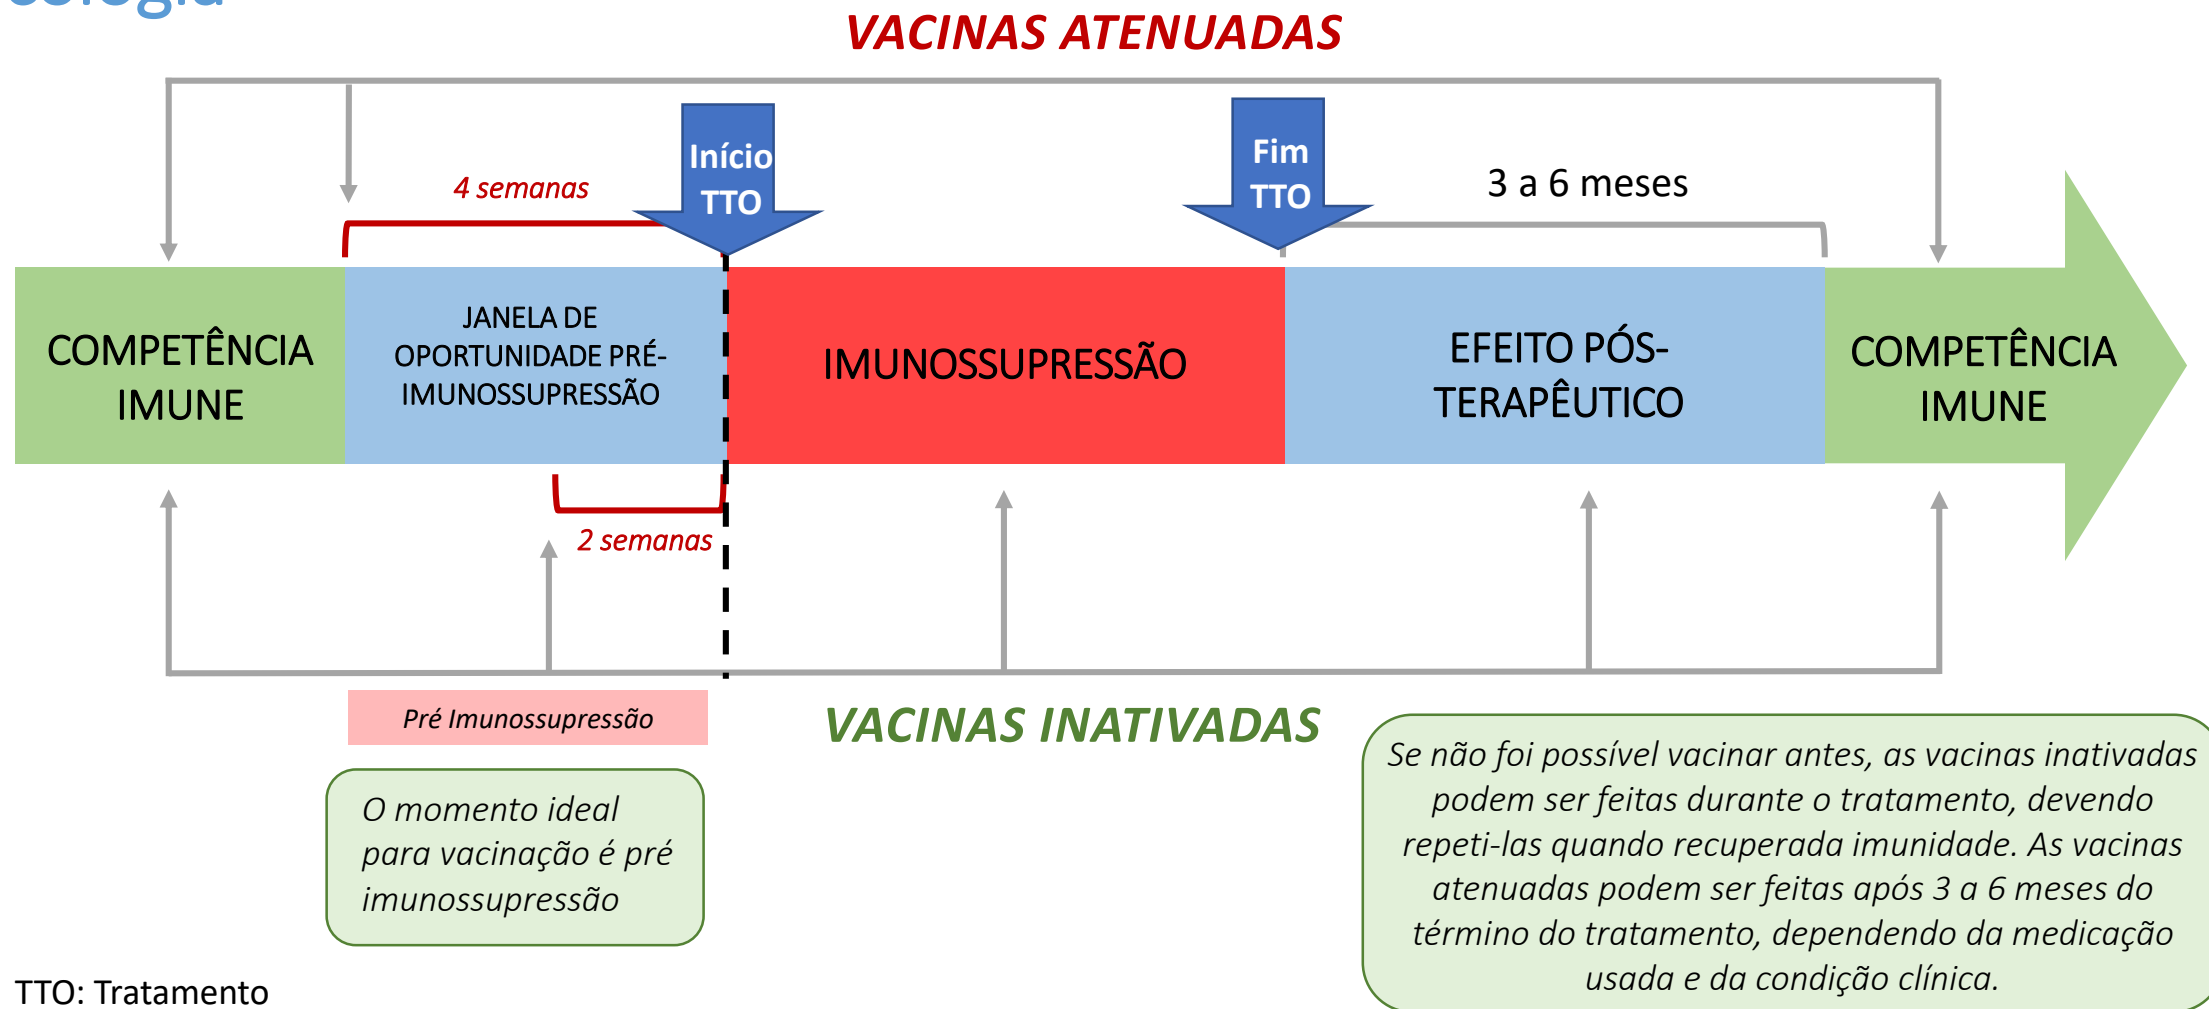 VACINAS ATENUADAS
Início
TTO
Fim
TTO
4 semanas
3 a 6 meses
COMPETÊNCIA
IMUNE
JANELA DE
OPORTUNIDADE PRÉ-
IMUNOSSUPRESSÃO
IMUNOSSUPRESSÃO
EFEITO PÓS-
TERAPÊUTICO
COMPETÊNCIA
IMUNE
2 semanas
Pré Imunossupressão
VACINAS INATIVADAS
O momento ideal
para vacinação é pré
imunossupressão
Se não foi possível vacinar antes, as vacinas inativadas
podem ser feitas durante o tratamento, devendo
repeti-las quando recuperada imunidade. As vacinas
atenuadas podem ser feitas após 3 a 6 meses do
término do tratamento, dependendo da medicação
usada e da condição clínica.
TTO: Tratamento